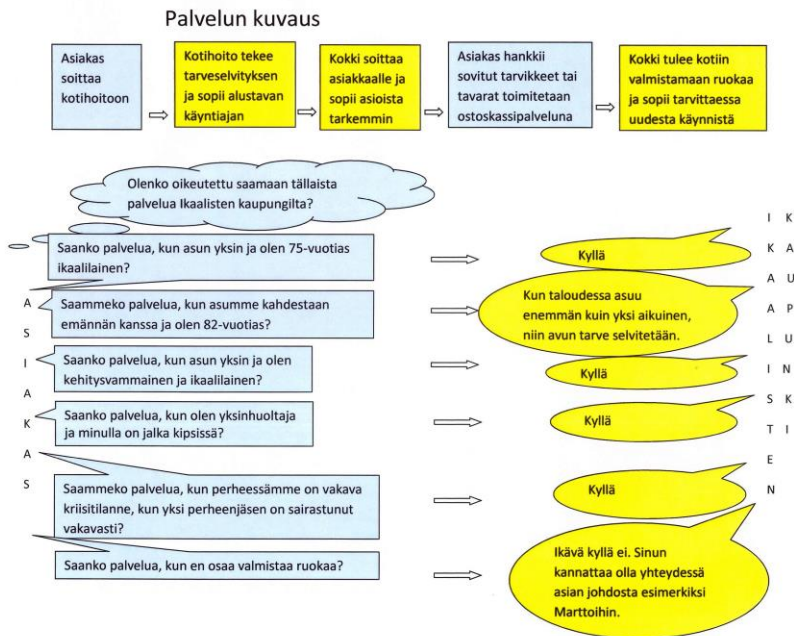 Palvelun kuvaus
Asiakas
soittaa
kotihoitoon
Kotihoito tekee
tarveselvityksen
ja sopii alustavan
käyntiajan
Kokki soittaa
asiakkaalle ja
sopii asioista
tarkemmin
Asiakas hankkii
sovitut tarvikkeet tai
tavarat toimitetaan
ostoskassipalveluna
Kokki tulee kotiin
valmistamaan ruokaa
ja sopii tarvittaessa
uudesta käynnistä
Olenko oikeutettu saamaan tällaista
palvelua Ikaalisten kaupungilta?
ASIAKAS
Saanko palvelua, kun asun yksin ja olen 75-vuotias
ikaalilainen?
Kyllä
Saammeko palvelua, kun asumme kahdestaan
emännän kanssa ja olen 82-vuotias?
Kun taloudessa asuu
enemmän kuin yksi aikuinen,
niin avun tarve selvitetään.
Saanko palvelua, kun asun yksin ja olen
kehitysvammainen ja ikaalilainen?
Kyllä
Saanko palvelua, kun olen yksinhuoltaja
ja minulla on jalka kipsissä?
Kyllä
Saammeko palvelua, kun perheessämme on vakava
kriisitilanne, kun yksi perheenjäsen on sairastunut
vakavasti?
Kyllä
Saanko palvelua, kun en osaa valmistaa ruokaa?
Ikävä kyllä ei. Sinun
kannattaa olla yhteydessä
asian johdosta esimerkiksi
Marttoihin.
IKAALISTEN
KAUPUNKI